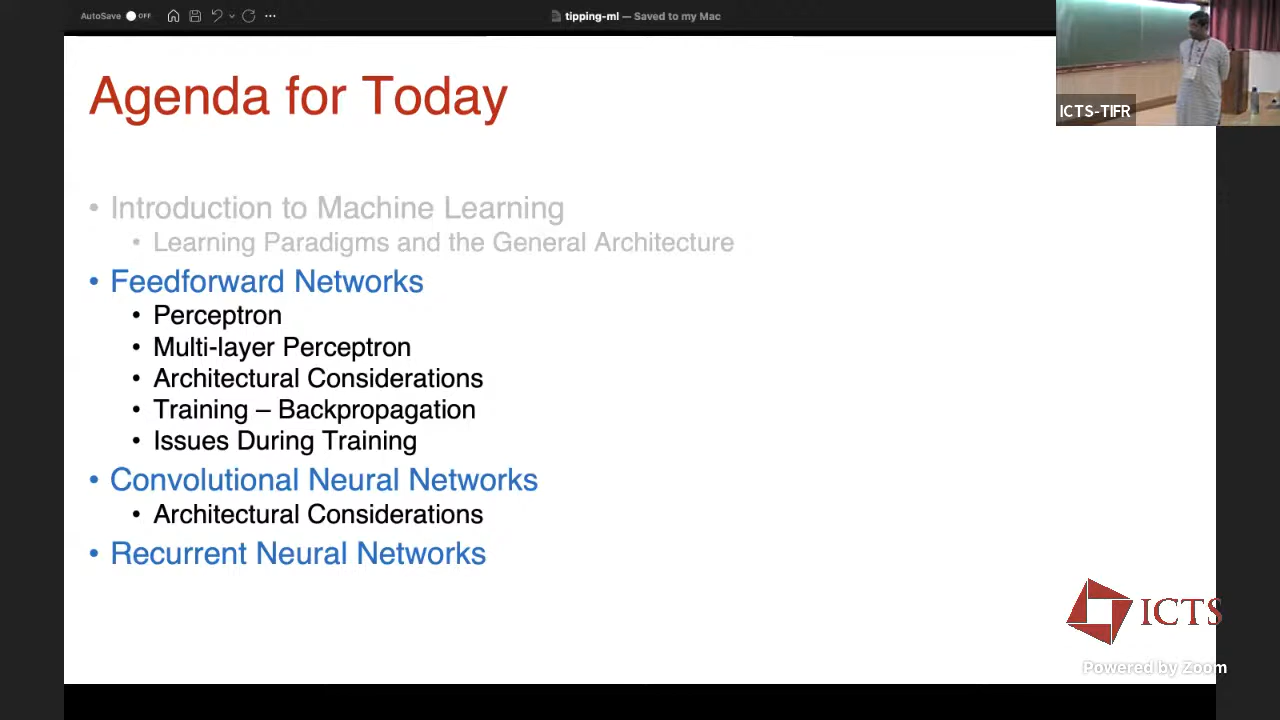 AutoSave OFF
tipping-ml — Saved to my Mac
Agenda for Today
ICTS-TIFR
• Introduction to Machine Learning
• Learning Paradigms and the General Architecture
• Feedforward Networks
• Perceptron
• Multi-layer Perceptron
• Architectural Considerations
• Training – Backpropagation
• Issues During Training
• Convolutional Neural Networks
• Architectural Considerations
• Recurrent Neural Networks
ICTS
Powered by Zoom